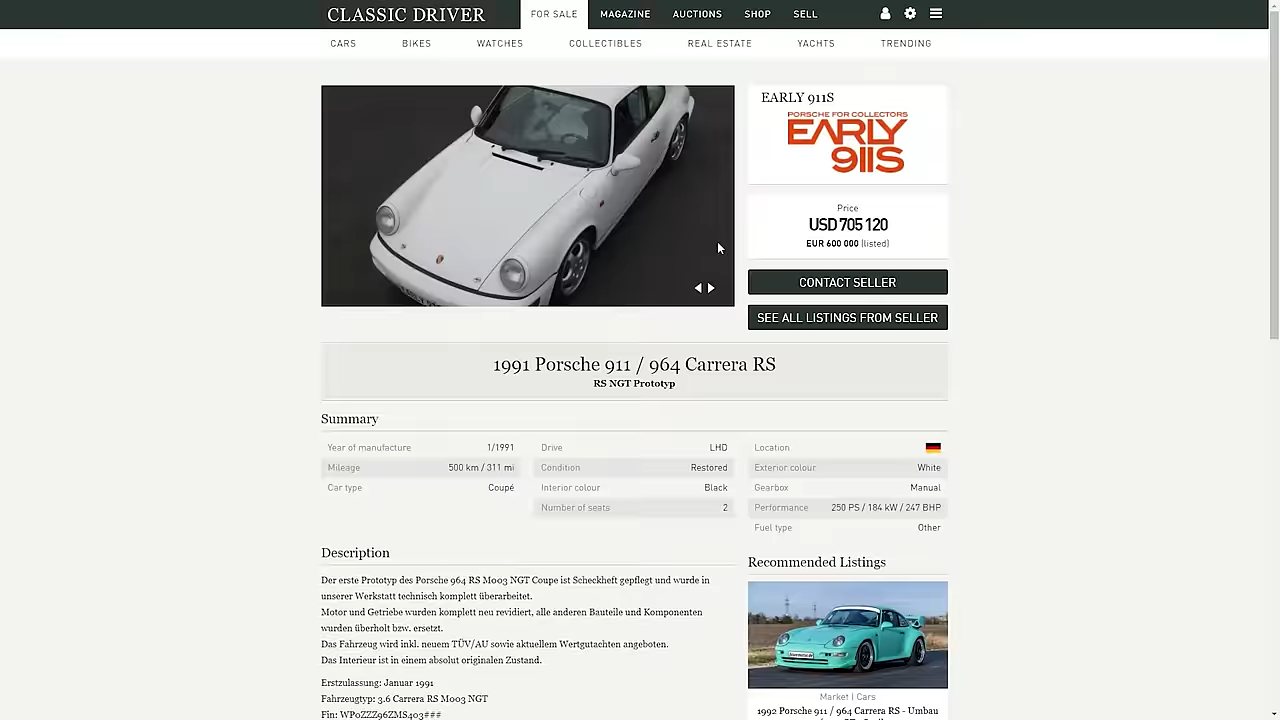 CLASSIC DRIVER
FOR SALE
MAGAZINE
AUCTIONS
SHOP
SELL
CARS
BIKES
WATCHES
COLLECTIBLES
REAL ESTATE
YACHTS
TRENDING
EARLY 911S
PORSCHE FOR COLLECTORS
EARLY
911S
Price
USD 705 120
EUR 600 000 (listed)
CONTACT SELLER
SEE ALL LISTINGS FROM SELLER
1991 Porsche 911 / 964 Carrera RS
RS NGT Prototyp
Summary
Year of manufacture 1/1991
Mileage 500 km / 311 mi
Car type Coupé
Drive LHD
Condition Restored
Interior colour Black
Number of seats 2
Location
Exterior colour White
Gearbox Manual
Performance 250 PS / 184 kW / 247 BHP
Fuel type Other
Description
Der erste Prototyp des Porsche 964 RS M003 NGT Coupe ist Scheckheft gepflegt und wurde in
unserer Werkstatt technisch komplett überarbeitet.
Motor und Getriebe wurden komplett neu revidiert, alle anderen Bauteile und Komponenten
wurden überholt bzw. ersetzt.
Das Fahrzeug wird inkl. neuem TÜV/AU sowie aktuellem Wertgutachten angeboten.
Das Interieur ist in einem absolut originalen Zustand.
Erstzulassung: Januar 1991
Fahrzeugtyp: 3.6 Carrera RS M003 NGT
Fin: WP0ZZZ96ZMS403###
Recommended Listings
Market | Cars
1992 Porsche 911 / 964 Carrera RS - Umbau